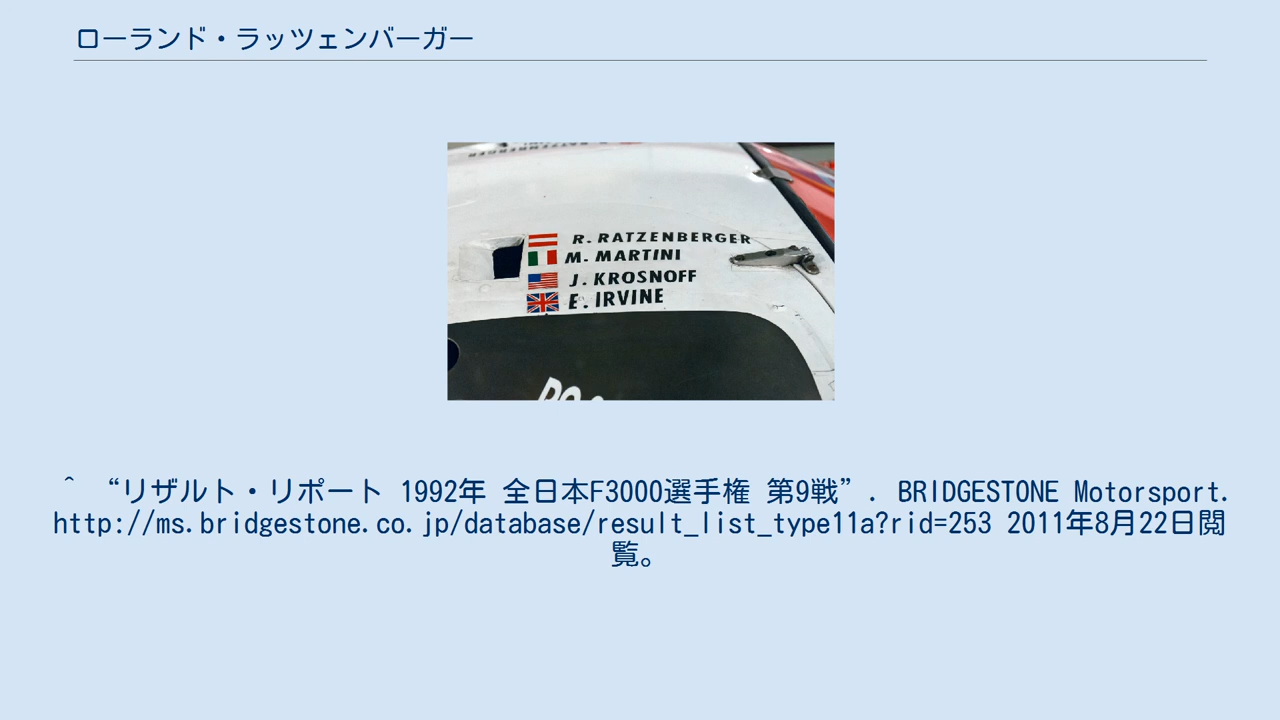 ローランド・ラッツェンバーガー
R. RATZENBERGER
M. MARTINI
J. KROSNOFF
E. IRVINE
^ “リザルト・リポート 1992年 全日本F3000選手権 第9戦”. BRIDGESTONE Motorsport.
http://ms.bridgestone.co.jp/database/result_list_type11a?rid=253 2011年8月22日閲
覧。